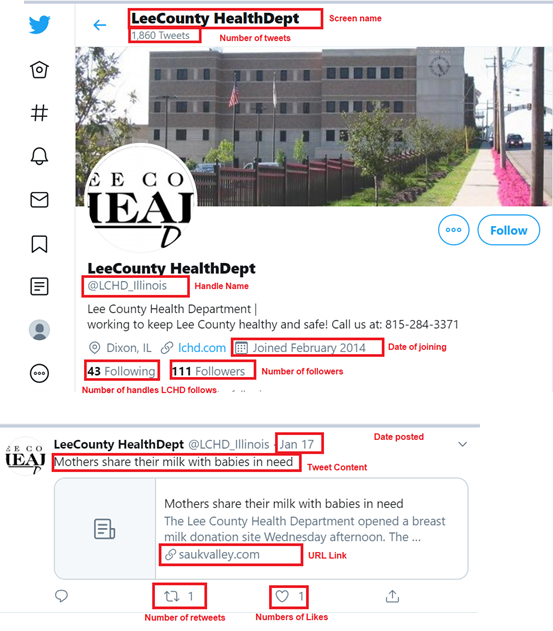 LeeCounty HealthDept Screen name
1,860 Tweets Number of tweets
EE CO
HEAL
D
Follow
LeeCounty HealthDept
@LCHD_Illinois Handle Name
Lee County Health Department |
working to keep Lee County healthy and safe! Call us at: 815-284-3371
Dixon, IL lchd.com Joined February 2014 Date of joining
43 Following 111 Followers Number of followers
Number of handles LCHD follows
LeeCounty HealthDept @LCHD_Illinois · Jan 17 Date posted
Mothers share their milk with babies in need Tweet Content
Mothers share their milk with babies in need
The Lee County Health Department opened a breast
milk donation site Wednesday afternoon. The ...
saukvalley.com URL Link
1 1
Number of retweets Numbers of Likes